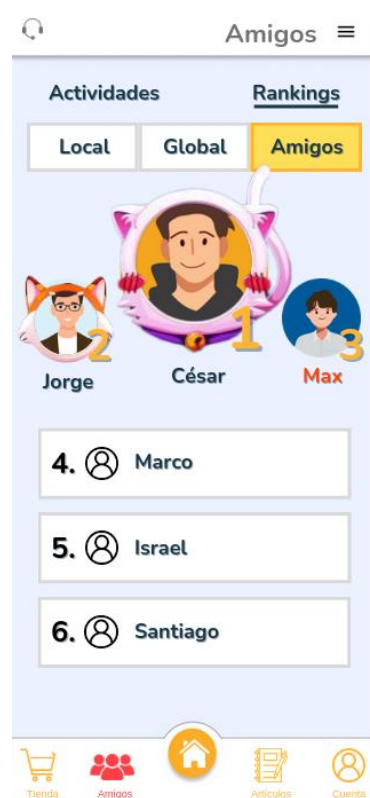 Amigos
Actividades Rankings
Local Global Amigos
1
2 3
Jorge César Max
4. Marco
5. Israel
6. Santiago
Tienda Amigos Artículos Cuenta